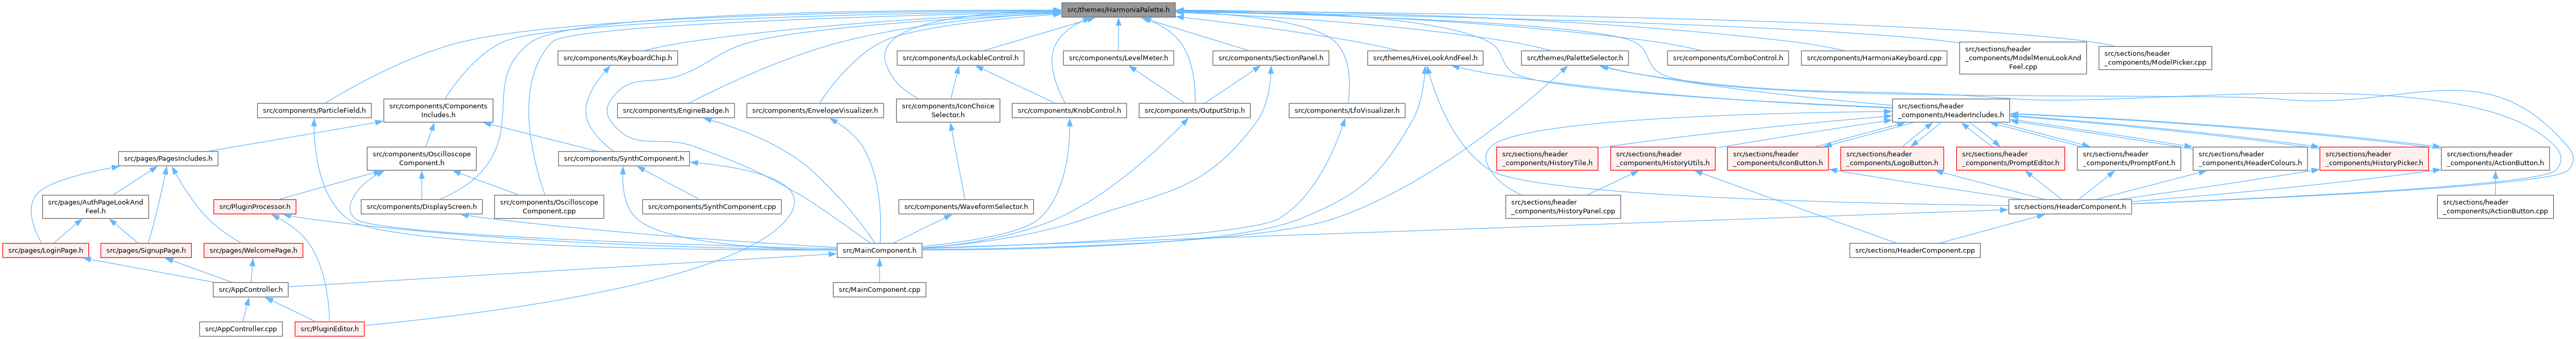 src/themes/HarmoniaPalette.h
src/components/KeyboardChip.h
src/components/LockableControl.h
src/components/LevelMeter.h
src/components/SectionPanel.h
src/themes/HiveLookAndFeel.h
src/themes/PaletteSelector.h
src/components/ComboControl.h
src/components/HarmoniaKeyboard.cpp
src/sections/header
_components/ModelMenuLookAnd
Feel.cpp
src/sections/header
_components/ModelPicker.cpp
src/components/ParticleField.h
src/components/Components
Includes.h
src/components/EngineBadge.h
src/components/EnvelopeVisualizer.h
src/components/IconChoice
Selector.h
src/components/KnobControl.h
src/components/OutputStrip.h
src/components/LfoVisualizer.h
src/sections/header
_components/HeaderIncludes.h
src/pages/PagesIncludes.h
src/components/Oscilloscope
Component.h
src/components/SynthComponent.h
src/sections/header
_components/HistoryTile.h
src/sections/header
_components/HistoryUtils.h
src/sections/header
_components/IconButton.h
src/sections/header
_components/LogoButton.h
src/sections/header
_components/PromptEditor.h
src/sections/header
_components/PromptFont.h
src/sections/header
_components/HeaderColours.h
src/sections/header
_components/HistoryPicker.h
src/sections/header
_components/ActionButton.h
src/pages/AuthPageLookAnd
Feel.h
src/PluginProcessor.h
src/components/DisplayScreen.h
src/components/Oscilloscope
Component.cpp
src/components/SynthComponent.cpp
src/components/WaveformSelector.h
src/sections/header
_components/HistoryPanel.cpp
src/sections/HeaderComponent.h
src/sections/header
_components/ActionButton.cpp
src/pages/LoginPage.h
src/pages/SignupPage.h
src/pages/WelcomePage.h
src/MainComponent.h
src/sections/HeaderComponent.cpp
src/AppController.h
src/MainComponent.cpp
src/AppController.cpp
src/PluginEditor.h